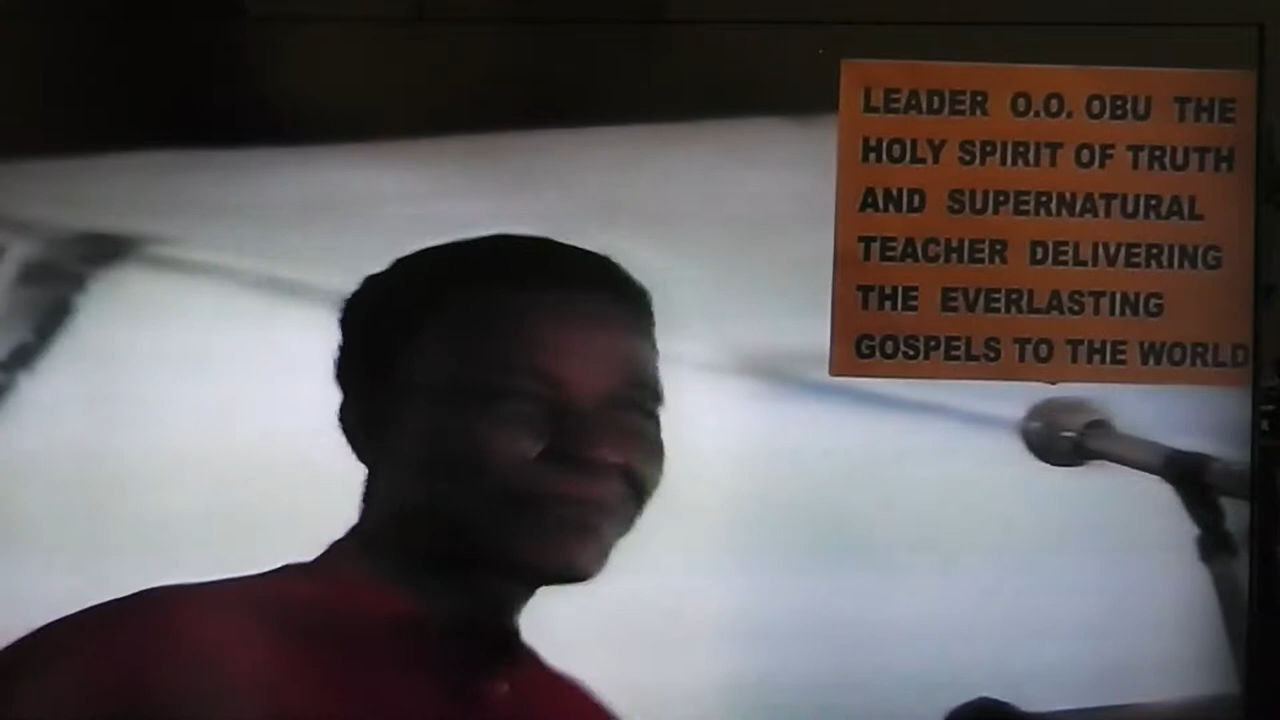 LEADER O.O. OBU THE
HOLY SPIRIT OF TRUTH
AND SUPERNATURAL
TEACHER DELIVERING
THE EVERLASTING
GOSPELS TO THE WORLD